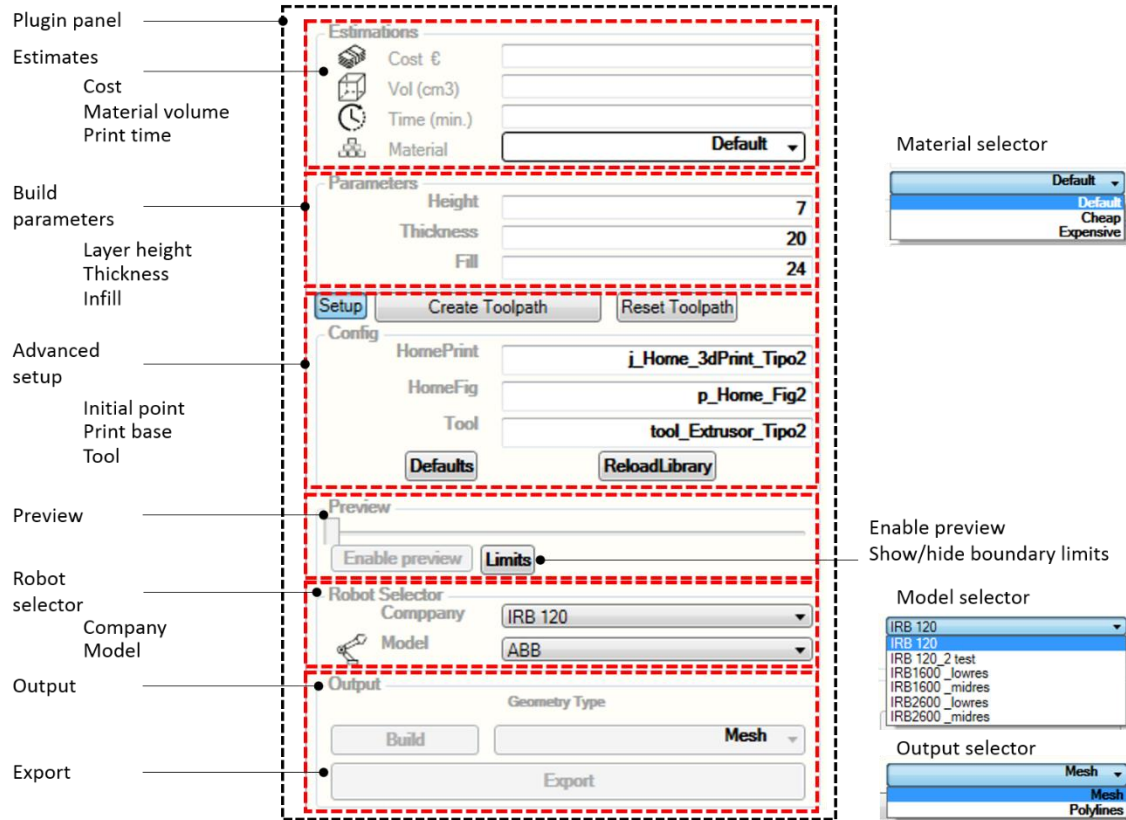 Plugin panel
Estimates
Cost
Material volume
Print time
Build
parameters
Layer height
Thickness
Infill
Advanced
setup
Initial point
Print base
Tool
Preview
Robot
selector
Company
Model
Output
Export
Estimations
Cost €
Vol (cm3)
Time (min.)
Material Default
Parameters
Height 7
Thickness 20
Fill 24
Setup Create Toolpath Reset Toolpath
Config
HomePrint j_Home_3dPrint_Tipo2
HomeFig p_Home_Fig2
Tool tool_Extrusor_Tipo2
Defaults ReloadLibrary
Preview
Enable preview Limits
Robot Selector
Comppany IRB 120
Model ABB
Output
Geometry Type
Build Mesh
Export
Material selector
Default
Default
Cheap
Expensive
Enable preview
Show/hide boundary limits
Model selector
IRB 120
IRB 120
IRB 120_2 test
IRB1600 _lowres
IRB1600 _midres
IRB2600 _lowres
IRB2600 _midres
Output selector
Mesh
Mesh
Polylines